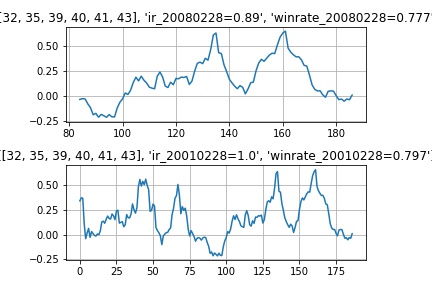 [32, 35, 39, 40, 41, 43], 'ir_20080228=0.89', 'winrate_20080228=0.777'
0.50
0.25
0.00
−0.25
80 100 120 140 160 180
[[32, 35, 39, 40, 41, 43], 'ir_20010228=1.0', 'winrate_20010228=0.797']
0.50
0.25
0.00
−0.25
0 25 50 75 100 125 150 175